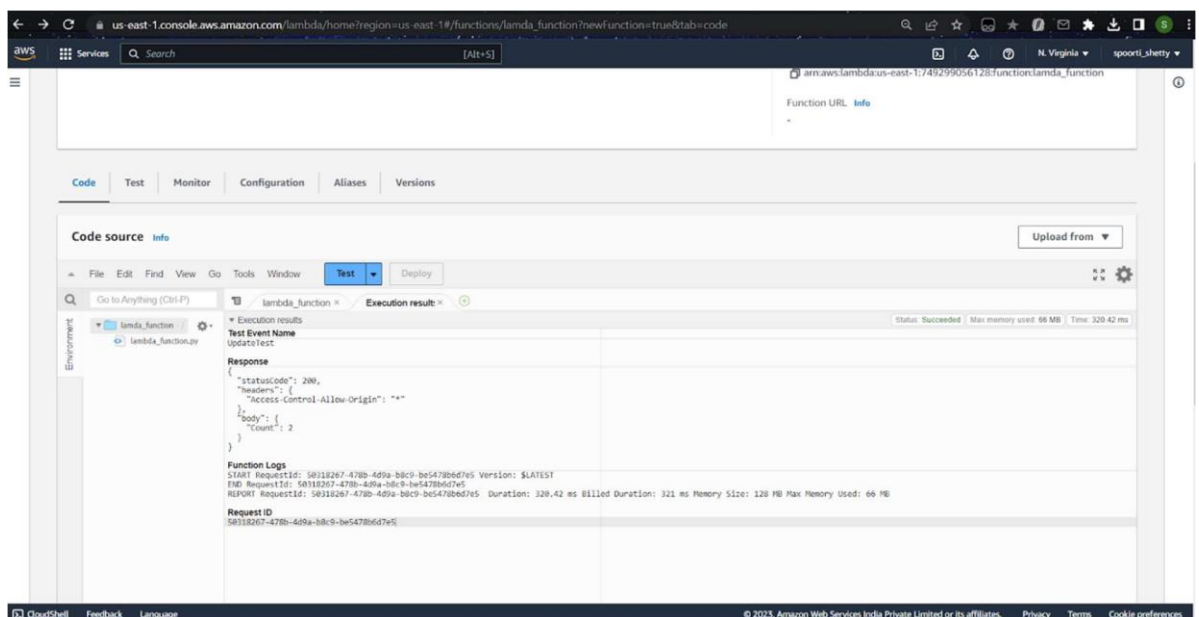 us-east-1.console.aws.amazon.com/lambda/home?region=us-east-1#/functions/lamda_function?newFunction=true&tab=code
S
aws Services Search [Alt+S] N. Virginia spoorti_shetty
arn:aws:lambda:us-east-1:749299056128:function:lamda_function
Function URL Info
-
Code Test Monitor Configuration Aliases Versions
Code source Info Upload from
File Edit Find View Go Tools Window Test Deploy
Go to Anything (Ctrl-P) lambda_function × Execution result: ×
Environment
lamda_function - /
lambda_function.py
Execution results Status: Succeeded Max memory used: 66 MB Time: 320.42 ms
Test Event Name
UpdateTest
Response
{
"statusCode": 200,
"headers": {
"Access-Control-Allow-Origin": "*"
},
"body": {
"Count": 2
}
}
Function Logs
START RequestId: 50318267-478b-4d9a-b8c9-be5478b6d7e5 Version: $LATEST
END RequestId: 50318267-478b-4d9a-b8c9-be5478b6d7e5
REPORT RequestId: 50318267-478b-4d9a-b8c9-be5478b6d7e5 Duration: 320.42 ms Billed Duration: 321 ms Memory Size: 128 MB Max Memory Used: 66 MB
Request ID
50318267-478b-4d9a-b8c9-be5478b6d7e5
CloudShell Feedback Language © 2023, Amazon Web Services India Private Limited or its affiliates. Privacy Terms Cookie preferences